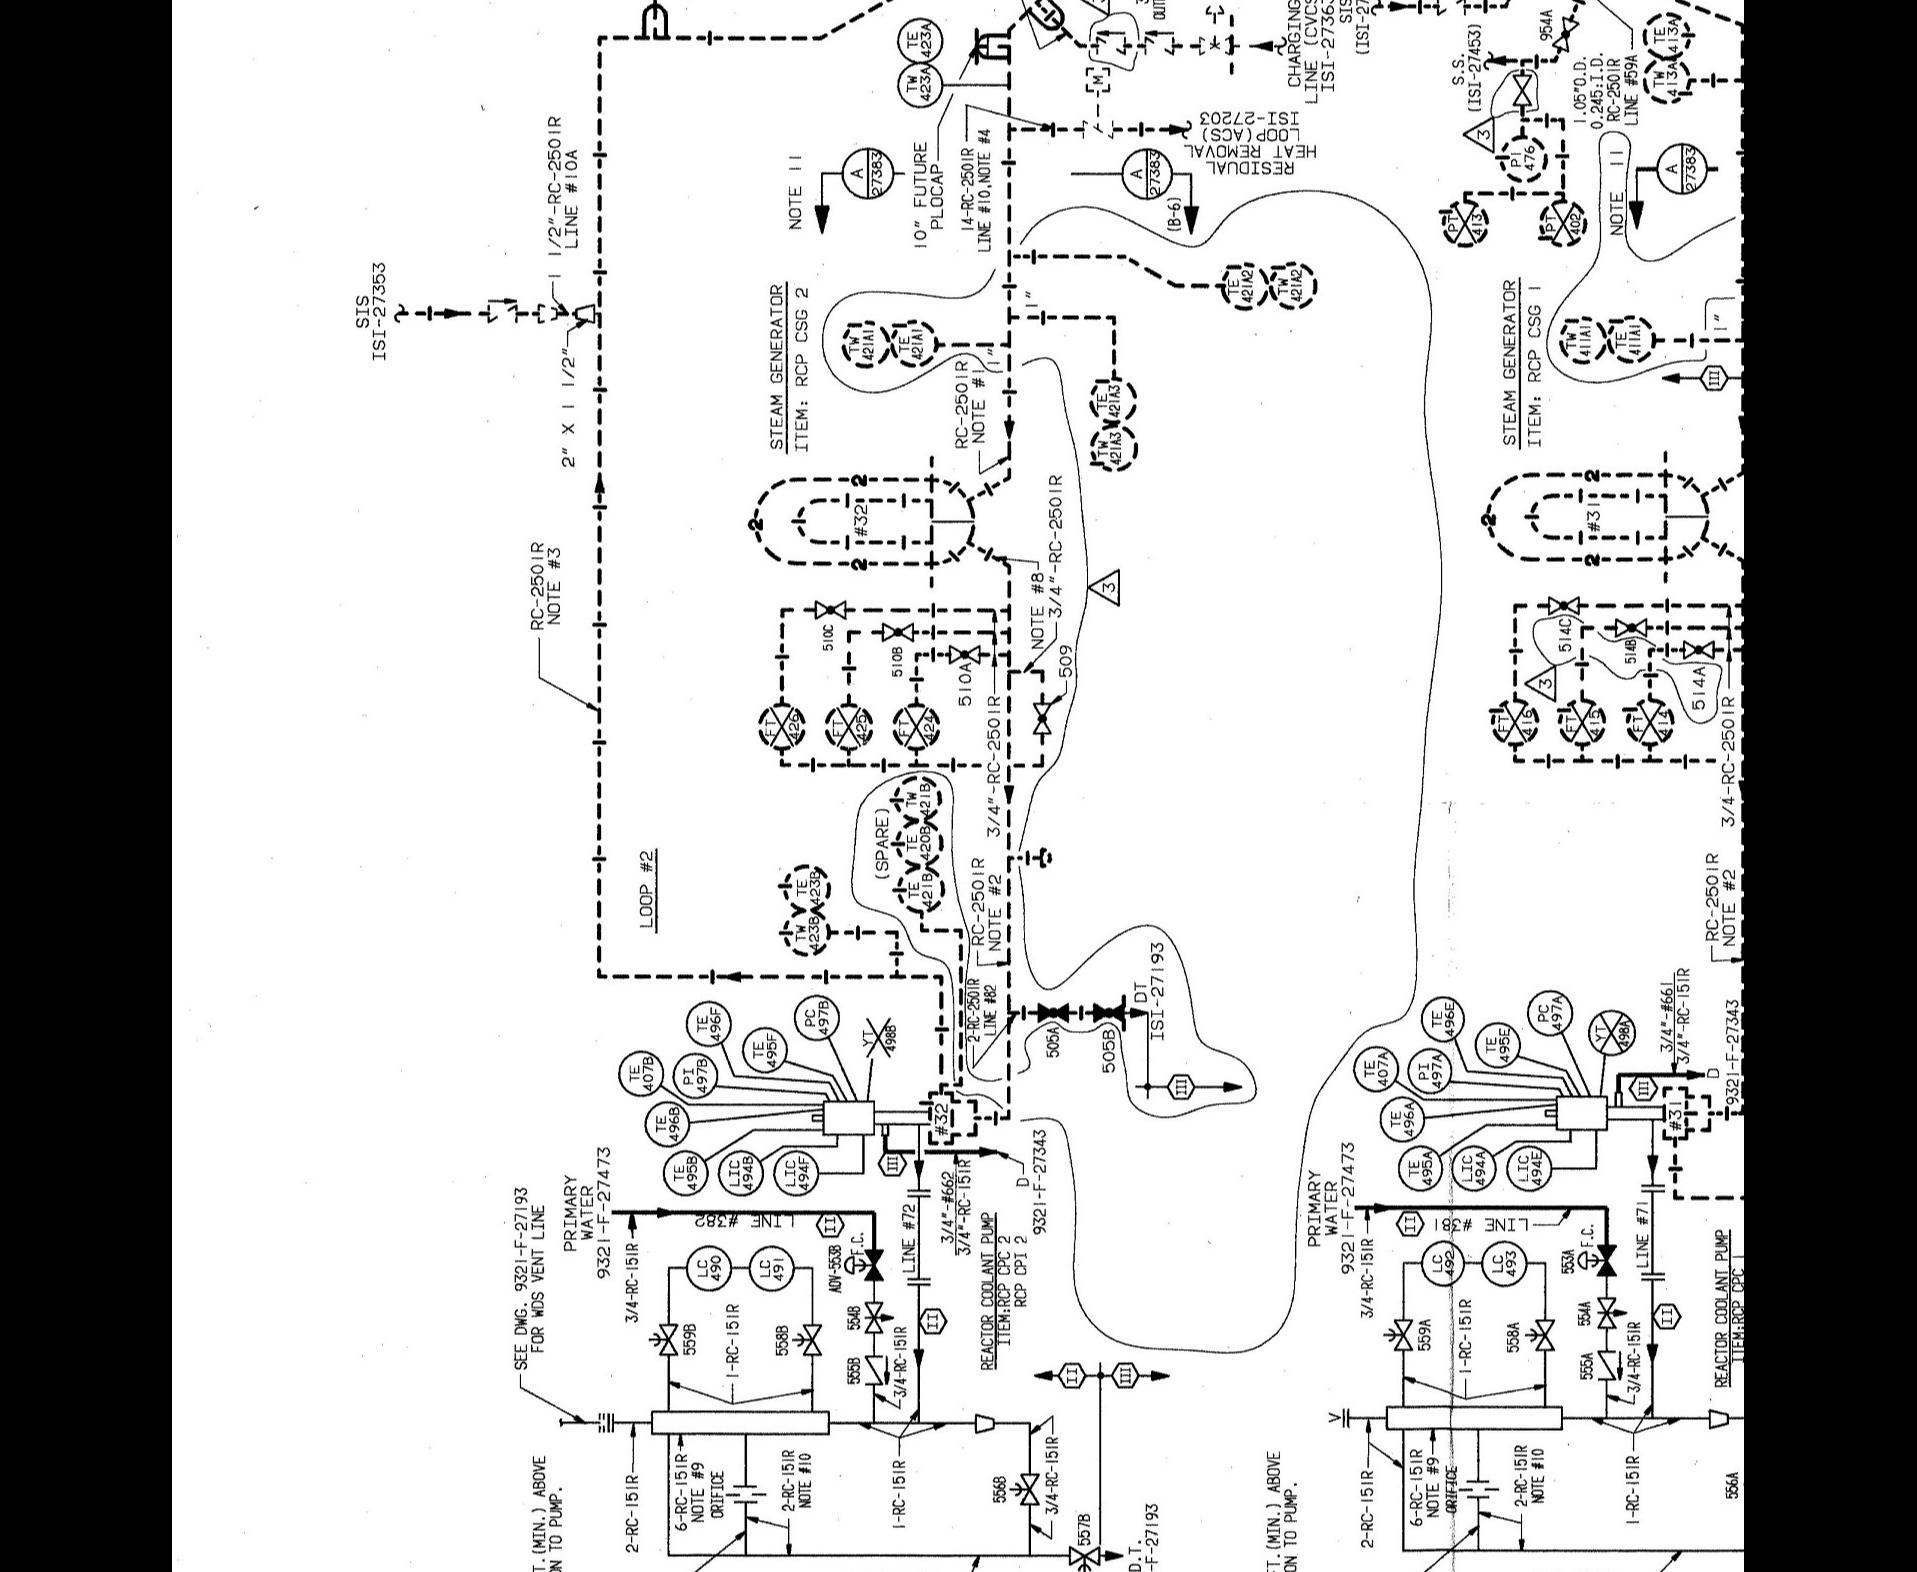 SIS
ISI-27353
1 1/2"-RC-2501R
LINE #10A
2" X 1 1/2"
RC-2501R
NOTE #3
LOOP #2
TE
423A
TW
423A
NOTE 11
A
27383
10" FUTURE
PLOCAP
14-RC-2501R
LINE #10,NOTE #4
M
CHARGING
LINE (CVCS)
RESIDUAL
HEAT REMOVAL
LOOP(ACS)
ISI-27203
A
27383
(B-6)
S.S.
(ISI-27453)
954A
3
1.05"O.D.
0.245:I.D.
RC-2501R
LINE #59A
TE
413A
TW
413A
PI
476
PT
413
PT
402
NOTE 11
A
27383
STEAM GENERATOR
ITEM: RCP CSG 2
TW
421A1
TE
421A1
1"
1"
TE
421A2
TW
421A2
TE
421A3
TW
421A3
RC-2501R
NOTE #1
2
2
2
#32
NOTE #8
3/4"-RC-2501R
3
510C
510B
510A
509
FT
426
FT
425
FT
424
3/4"-RC-2501R
(SPARE)
TW
421B
TE
420B
TE
421B
TE
423B
TW
423B
RC-2501R
NOTE #2
2-RC-2501R
LINE #82
505A
505B
DT
ISI-27193
III
STEAM GENERATOR
ITEM: RCP CSG 1
TW
411A1
TE
411A1
1"
III
2
2
2
#31
514C
514B
514A
3
FT
416
FT
415
FT
414
3/4-RC-2501R
RC-2501R
NOTE #2
TE
407B
PI
497B
TE
496F
TE
495F
PC
497B
YT
498B
TE
496B
TE
495B
LIC
494B
LIC
494F
#32
III
3/4"-#662
3/4"-RC-151R
D
9321-F-27343
SEE DWG. 9321-F-27193
FOR WDS VENT LINE
PRIMARY
WATER
9321-F-27473
3/4-RC-151R
LINE
#382
II
LC
490
LC
491
AOV-553B
F.C.
LINE #72
559B
558B
554B
555B
1-RC-151R
3/4-RC-151R
II
REACTOR COOLANT PUMP
ITEM:RCP CPC 2
RCP CPI 2
II
III
2-RC-151R
6-RC-151R
NOTE #9
ORIFICE
2-RC-151R
NOTE #10
1-RC-151R
556B
3/4-RC-151R
557B
D.T.
-F-27193
T.(MIN.) ABOVE
ON TO PUMP.
TE
407A
PI
497A
TE
496E
TE
495E
PC
497A
YT
498A
TE
496A
TE
495A
LIC
494A
LIC
494E
#31
III
3/4"-#661
3/4"-RC-151R
D
9321-F-27343
PRIMARY
WATER
9321-F-27473
3/4-RC-151R
II
LINE
LC
492
LC
493
553A
F.C.
LINE #71
559A
558A
554A
555A
1-RC-151R
3/4-RC-151R
II
REACTOR COOLANT PUMP
ITEM:RCP CPC 1
V
2-RC-151R
6-RC-151R
NOTE #9
ORIFICE
2-RC-151R
NOTE #10
1-RC-151R
556A
T.(MIN.) ABOVE
ON TO PUMP.